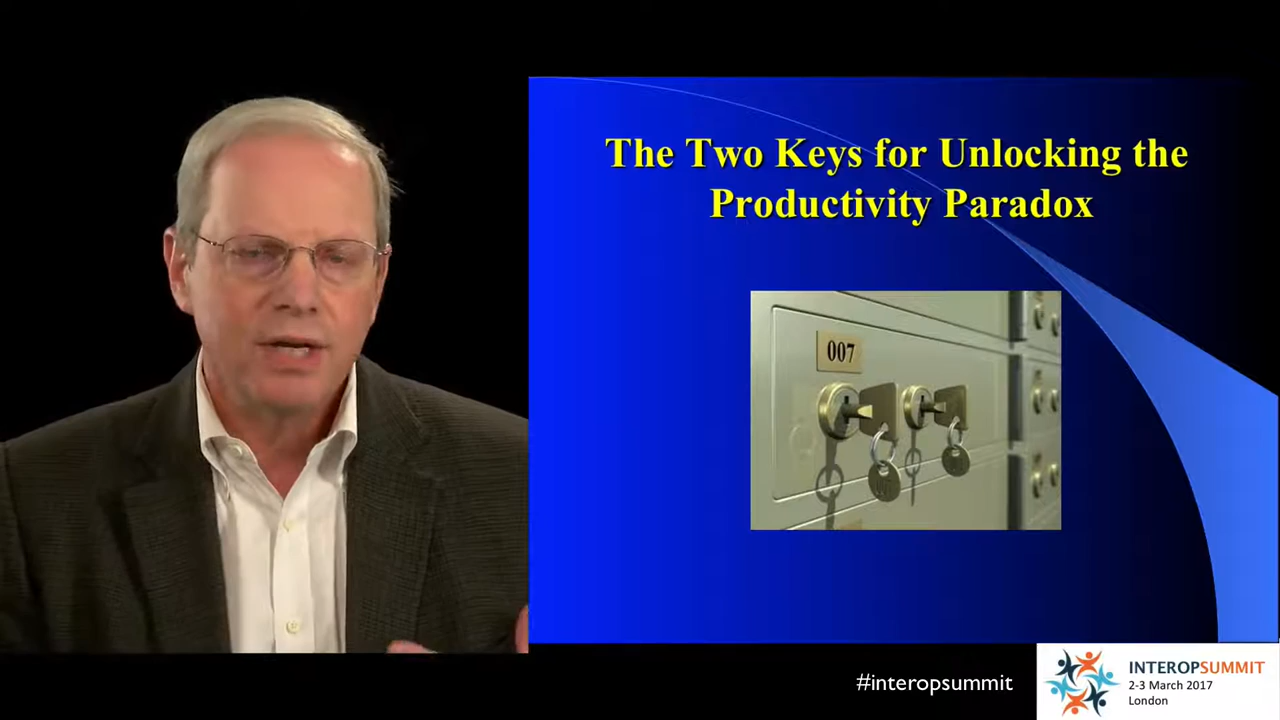 The Two Keys for Unlocking the
Productivity Paradox
007
#interopsummit
INTEROPSUMMIT
2-3 March 2017
London